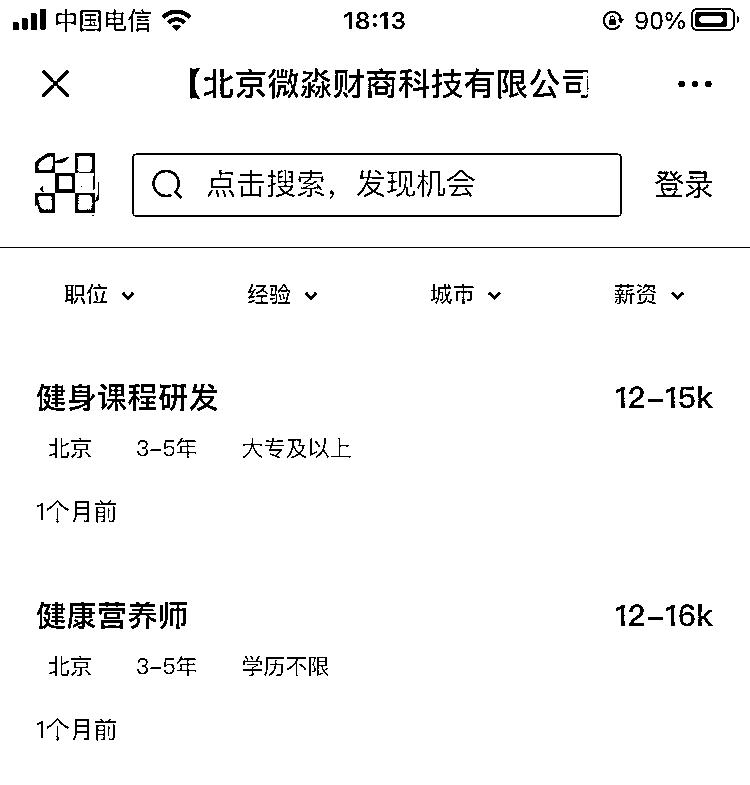 中国电信 18:13 90%
【北京微淼财商科技有限公司
点击搜索，发现机会 登录
职位 经验 城市 薪资
健身课程研发 12-15k
北京 3-5年 大专及以上
1个月前
健康营养师 12-16k
北京 3-5年 学历不限
1个月前